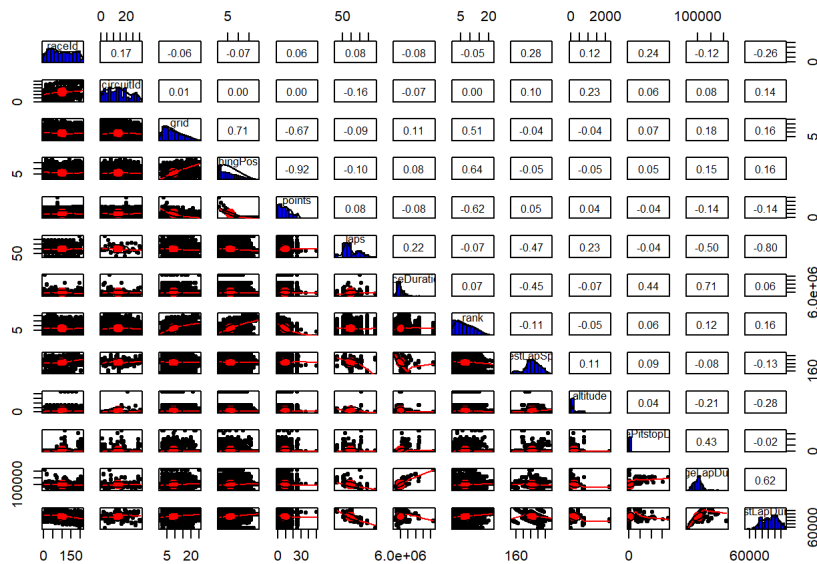 0 20 5 50 5 20 0 2000 100000
raceId 0.17 -0.06 -0.07 0.06 0.08 -0.08 -0.05 0.28 0.12 0.24 -0.12 -0.26 0
0 circuitId 0.01 0.00 0.00 -0.16 -0.07 0.00 0.10 0.23 0.06 0.08 0.14
grid 0.71 -0.67 -0.09 0.11 0.51 -0.04 -0.04 0.07 0.18 0.16 5
5 hingPos -0.92 -0.10 0.08 0.64 -0.05 -0.05 0.05 0.15 0.16
points 0.08 -0.08 -0.62 0.05 0.04 -0.04 -0.14 -0.14 0
50 laps 0.22 -0.07 -0.47 0.23 -0.04 -0.50 -0.80
ceDuratio 0.07 -0.45 -0.07 0.44 0.71 0.06 6.0e+06
5 rank -0.11 -0.05 0.06 0.12 0.16
estLapSp 0.11 0.09 -0.08 -0.13 160
0 altitude 0.04 -0.21 -0.28
ePitstopD 0.43 -0.02 0
100000 geLapDu 0.62
estLapDur 60000
0 150 5 20 0 30 6.0e+06 160 0 60000